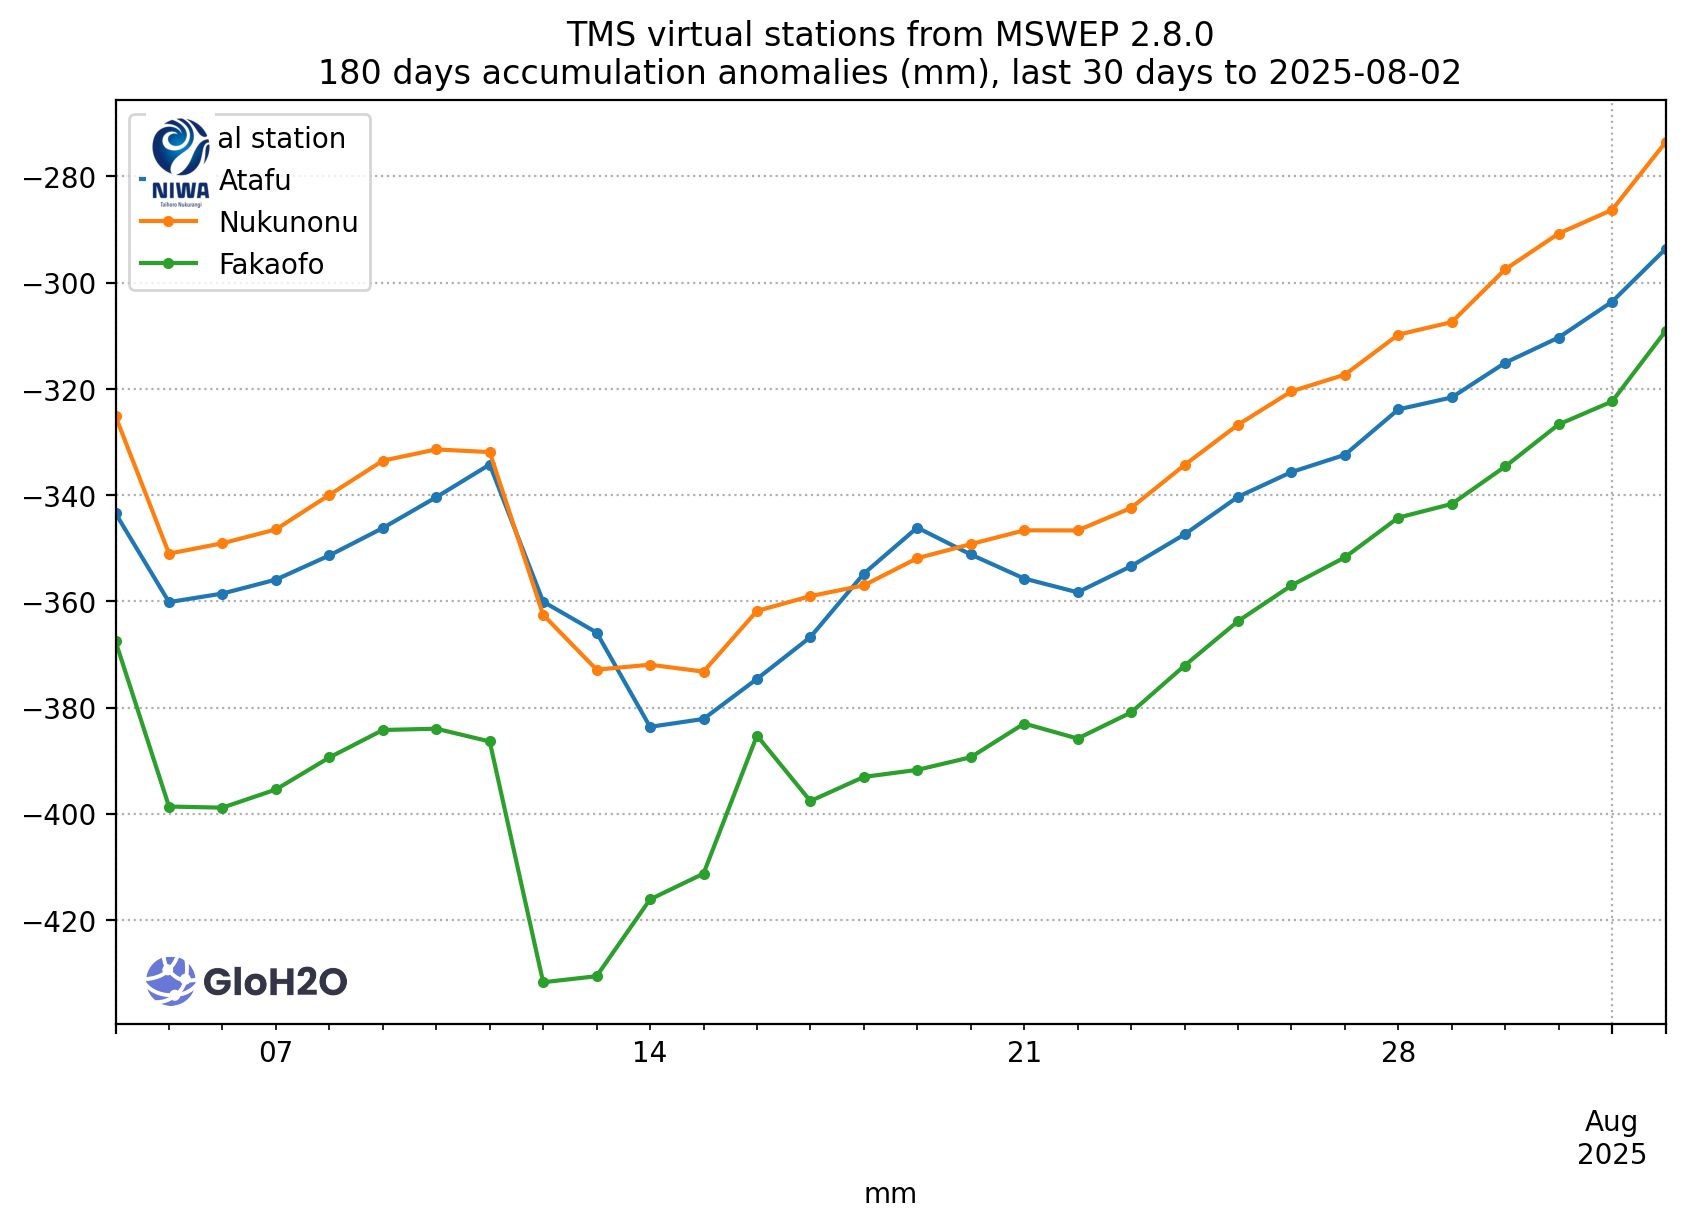 TMS virtual stations from MSWEP 2.8.0
180 days accumulation anomalies (mm), last 30 days to 2025-08-02
al station
Atafu
NIWA
Taihoro Nukurangi
Nukunonu
Fakaofo
−280
−300
−320
−340
−360
−380
−400
−420
GloH2O
07
14
21
28
Aug
2025
mm